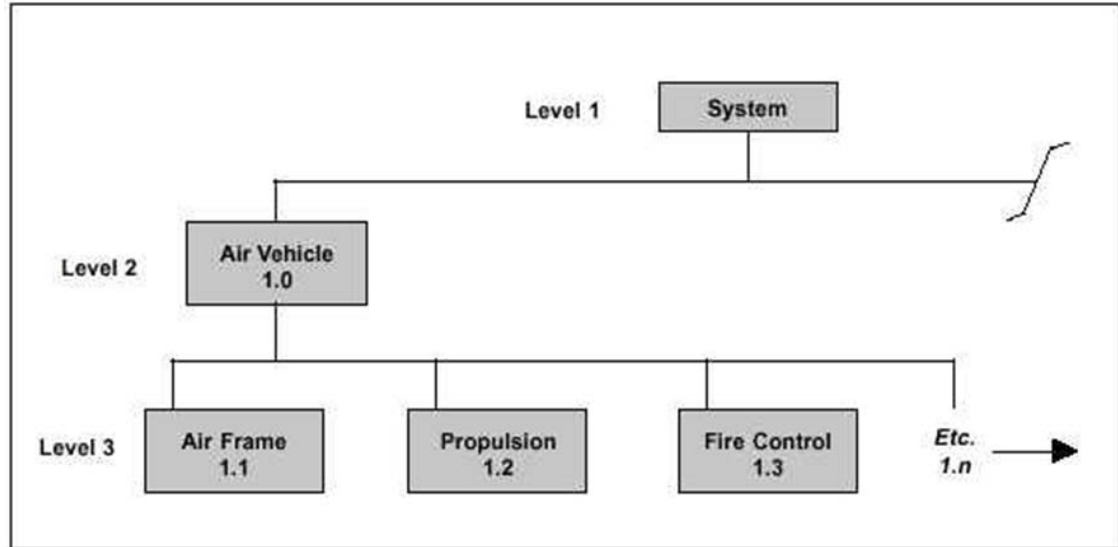 Level 1
System
Level 2
Air Vehicle
1.0
Level 3
Air Frame
1.1
Propulsion
1.2
Fire Control
1.3
Etc.
1.n